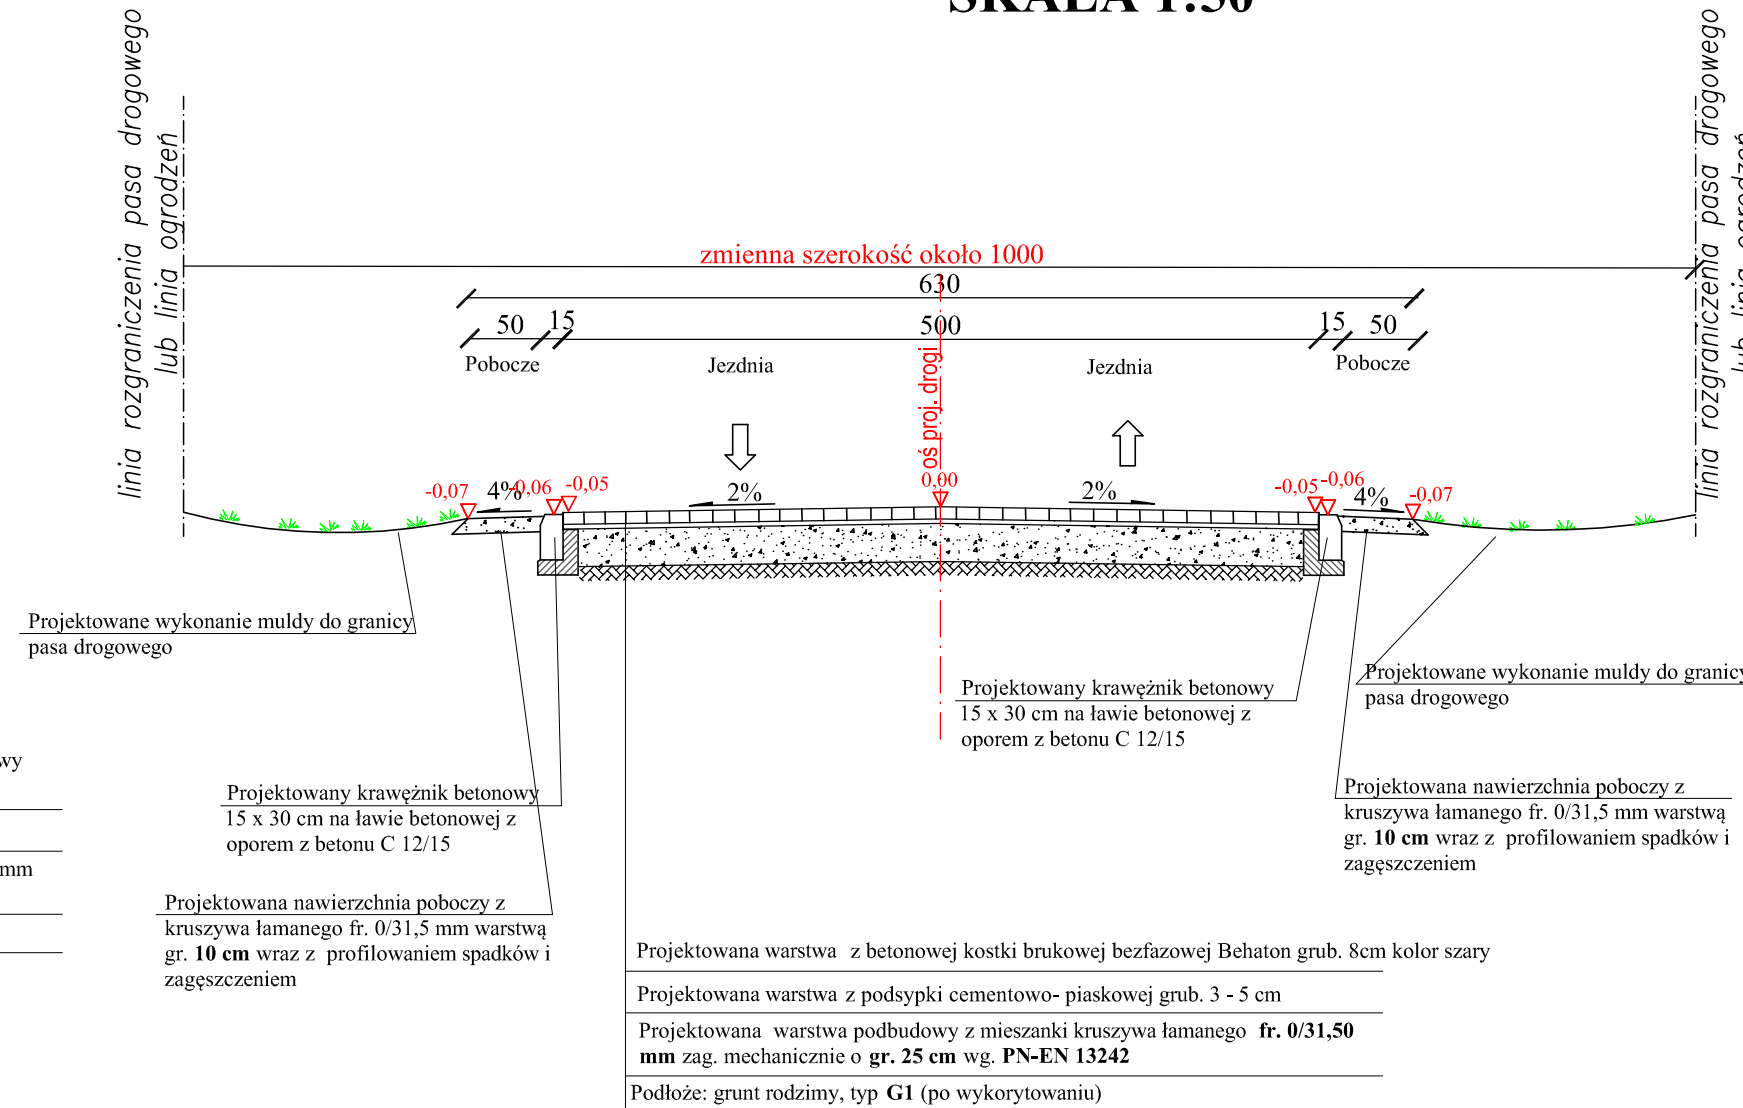 SKALA 1:50
linia rozgraniczenia pasa drogowego
lub linia ogrodzeń
linia rozgraniczenia pasa drogowego
lub linia ogrodzeń
zmienna szerokość około 1000
630
50 15 500 15 50
Pobocze Jezdnia Jezdnia Pobocze
oś proj. drogi
-0,07 4% -0,06 -0,05 2% 0,00 2% -0,05 -0,06 4% -0,07
Projektowane wykonanie muldy do granicy
pasa drogowego
Projektowany krawężnik betonowy
15 x 30 cm na ławie betonowej z
oporem z betonu C 12/15
Projektowane wykonanie muldy do granicy
pasa drogowego
wy
mm
Projektowany krawężnik betonowy
15 x 30 cm na ławie betonowej z
oporem z betonu C 12/15
Projektowana nawierzchnia poboczy z
kruszywa łamanego fr. 0/31,5 mm warstwą
gr. 10 cm wraz z profilowaniem spadków i
zagęszczeniem
Projektowana nawierzchnia poboczy z
kruszywa łamanego fr. 0/31,5 mm warstwą
gr. 10 cm wraz z profilowaniem spadków i
zagęszczeniem
Projektowana warstwa z betonowej kostki brukowej bezfazowej Behaton grub. 8cm kolor szary
Projektowana warstwa z podsypki cementowo- piaskowej grub. 3 - 5 cm
Projektowana warstwa podbudowy z mieszanki kruszywa łamanego fr. 0/31,50
mm zag. mechanicznie o gr. 25 cm wg. PN-EN 13242
Podłoże: grunt rodzimy, typ G1 (po wykorytowaniu)